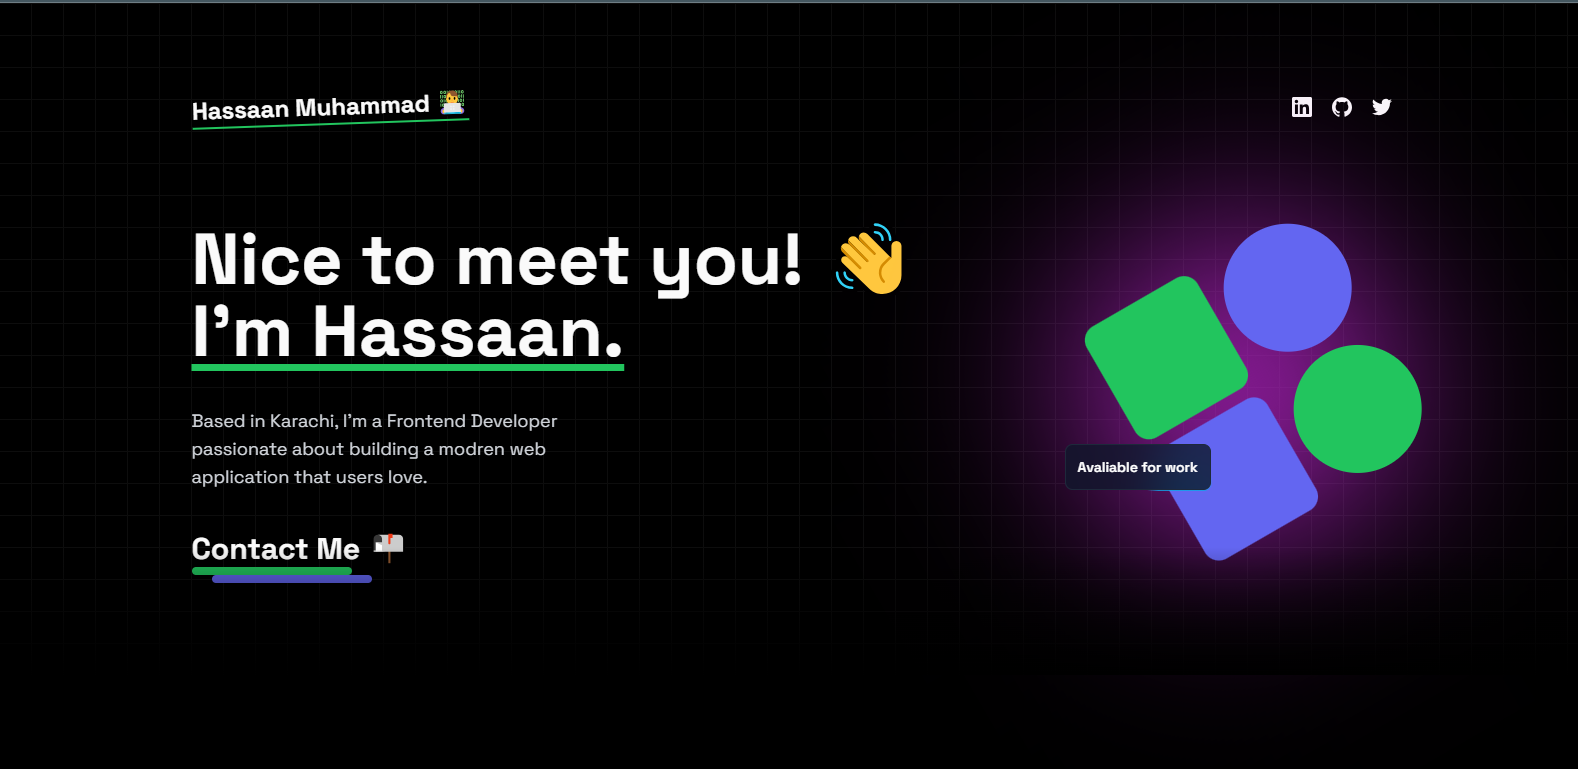 Hassaan Muhammad 👨‍💻
Nice to meet you! 👋
I'm Hassaan.
Based in Karachi, I'm a Frontend Developer
passionate about building a modren web
application that users love.
Avaliable for work
Contact Me 📬